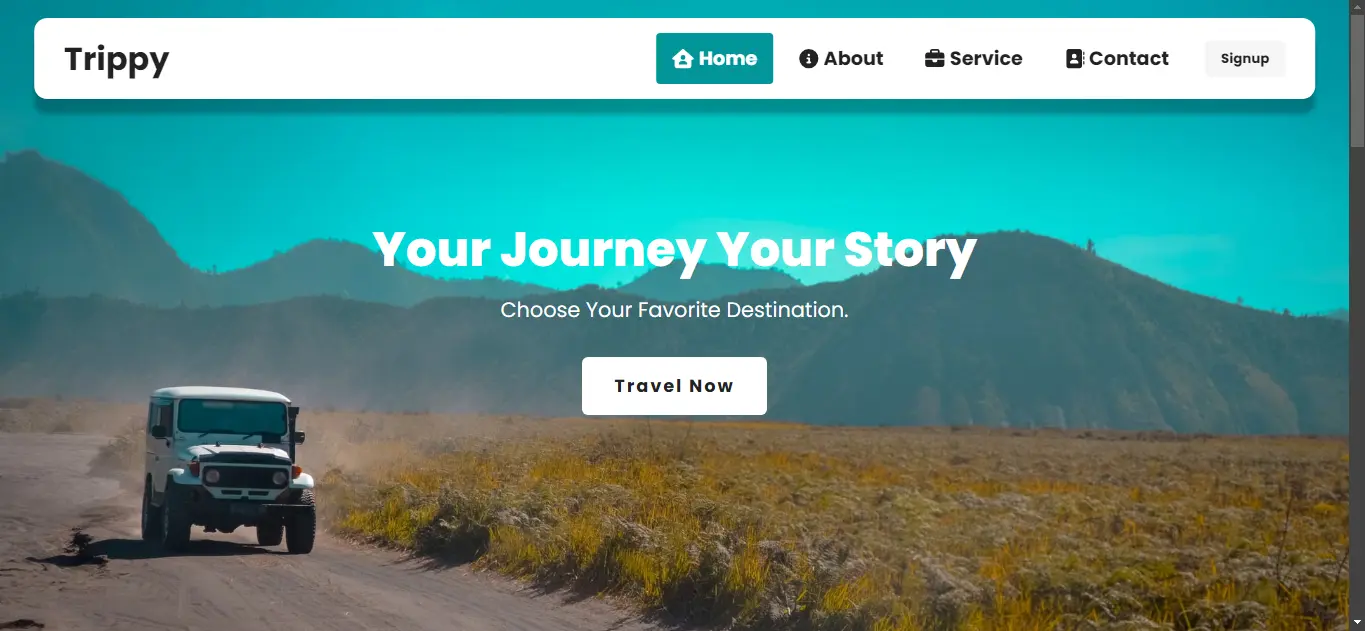 Trippy
Home
About
Service
Contact
Signup
Your Journey Your Story
Choose Your Favorite Destination.
Travel Now